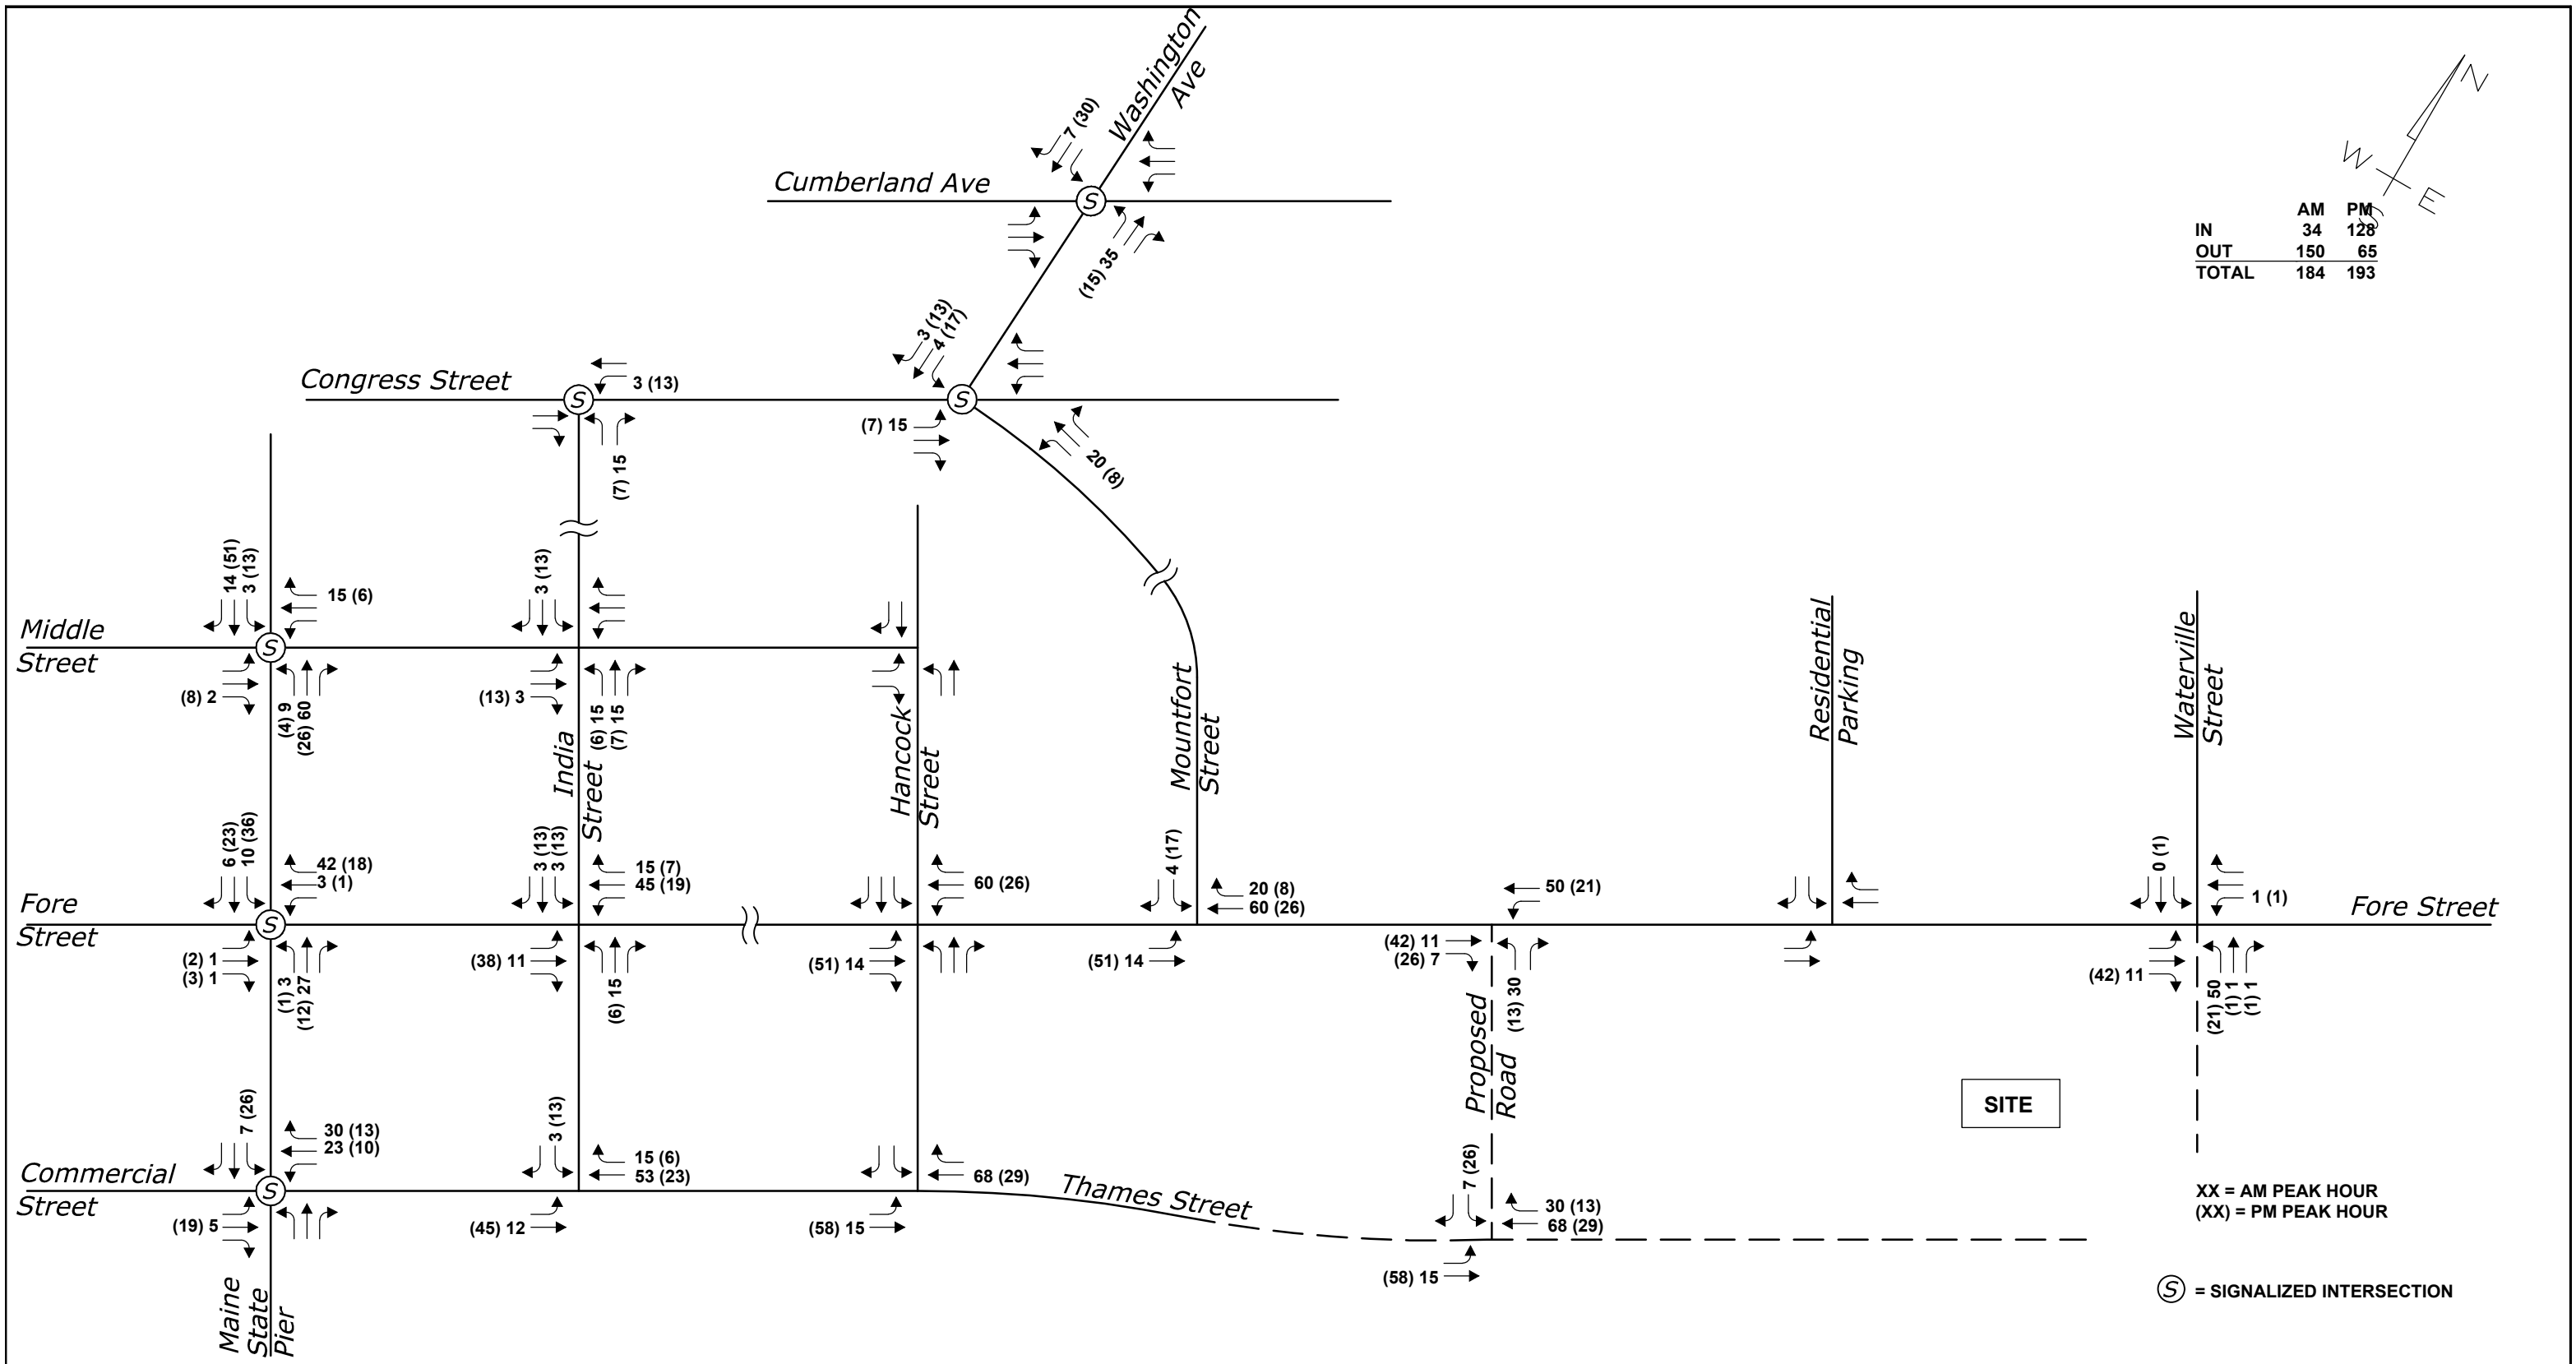 Washington
Ave
7 (30)
N
W
E
S
Cumberland Ave
S
AM PM
IN 34 128
OUT 150 65
TOTAL 184 193
(15) 35
3 (13)
4 (17)
Congress Street
3 (13)
S
S
(7) 15
20 (8)
(7) 15
14 (51)
3 (13)
15 (6)
3 (13)
Middle
Street
S
(8) 2
(4) 9
(26) 60
(13) 3
(6) 15
(7) 15
India
Street
Hancock
Street
Mountfort
Street
Residential
Parking
Waterville
Street
6 (23)
10 (36)
42 (18)
3 (1)
3 (13)
3 (13)
15 (7)
45 (19)
60 (26)
4 (17)
20 (8)
60 (26)
50 (21)
0 (1)
1 (1)
Fore
Street
S
Fore Street
(2) 1
(3) 1
(1) 3
(12) 27
(38) 11
(6) 15
(51) 14
(51) 14
(42) 11
(26) 7
(13) 30
(42) 11
(21) 50
(1) 1
(1) 1
Proposed
Road
SITE
7 (26)
30 (13)
23 (10)
3 (13)
15 (6)
53 (23)
68 (29)
7 (26)
30 (13)
68 (29)
Commercial
Street
S
Thames Street
(19) 5
(45) 12
(58) 15
(58) 15
Maine
State
Pier
XX = AM PEAK HOUR
(XX) = PM PEAK HOUR
S = SIGNALIZED INTERSECTION